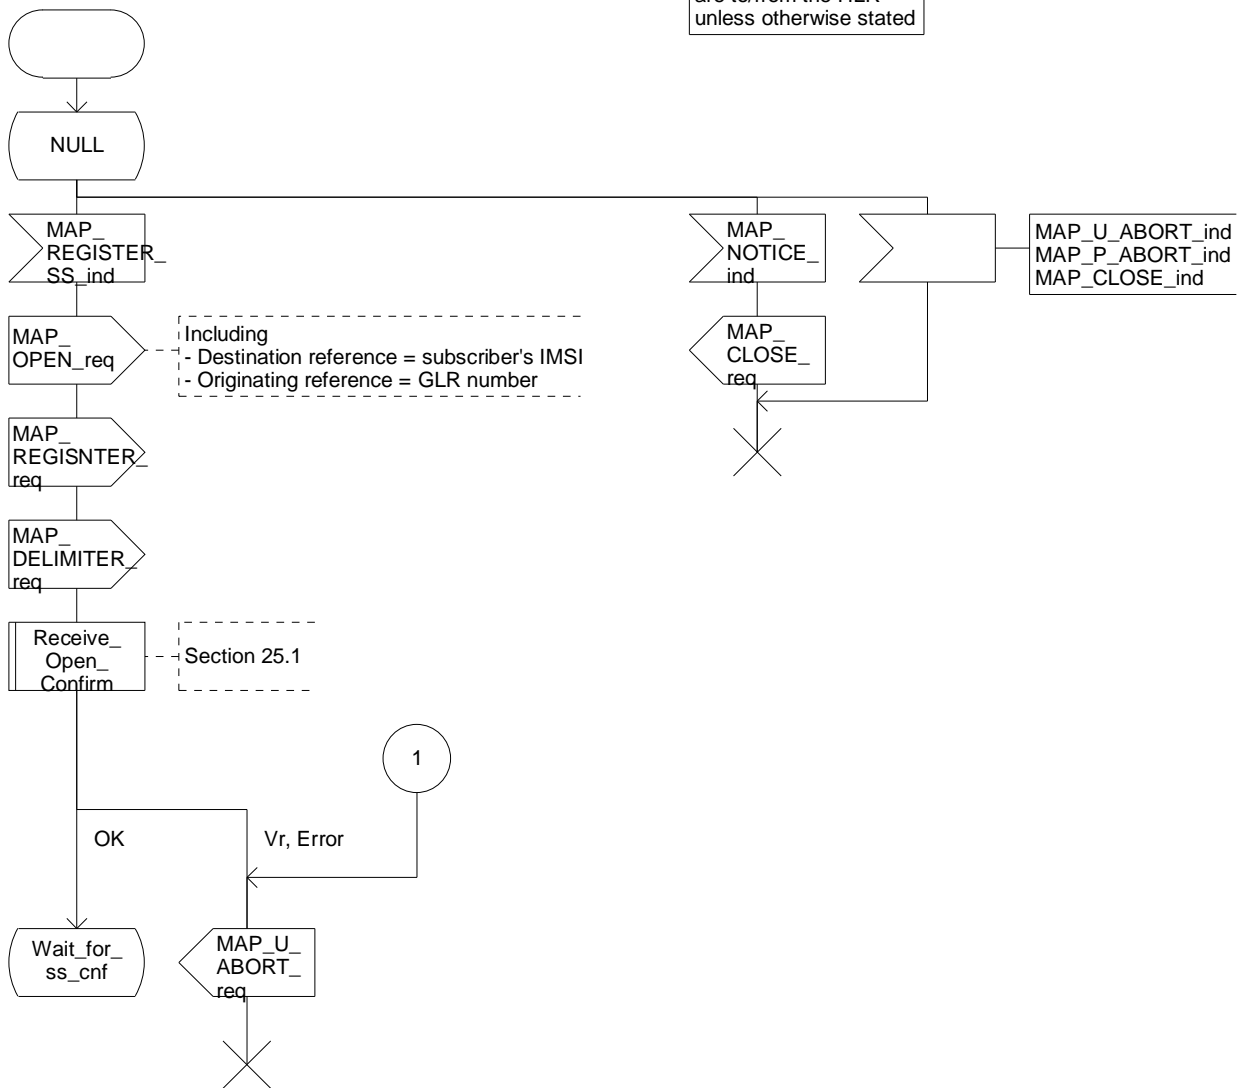 unless otherwise stated
NULL
MAP_
REGISTER_
SS_ind
MAP_
NOTICE_
ind
MAP_U_ABORT_ind
MAP_P_ABORT_ind
MAP_CLOSE_ind
MAP_
OPEN_req
Including
- Destination reference = subscriber's IMSI
- Originating reference = GLR number
MAP_
CLOSE_
req
MAP_
REGISNTER_
req
MAP_
DELIMITER_
req
Receive_
Open_
Confirm
Section 25.1
1
OK
Vr, Error
Wait_for_
ss_cnf
MAP_U_
ABORT_
req